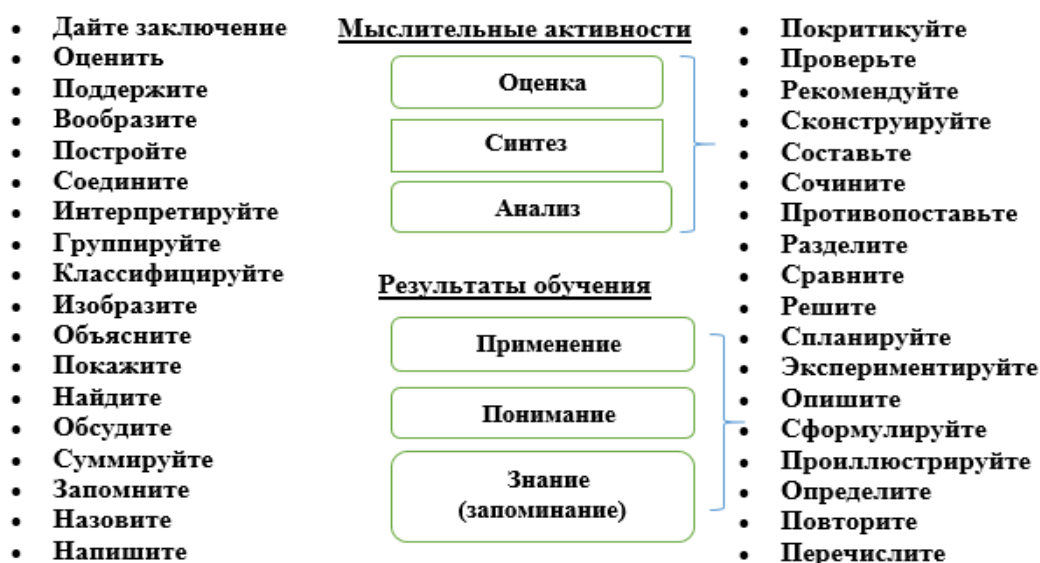 Дайте заключение
Оценить
Поддержите
Вообразите
Постройте
Соедините
Интерпретируйте
Группируйте
Классифицируйте
Изобразите
Объясните
Покажите
Найдите
Обсудите
Суммируйте
Запомните
Назовите
Напишите
Мыслительные активности
Оценка
Синтез
Анализ
Результаты обучения
Применение
Понимание
Знание
(запоминание)
Покритикуйте
Проверьте
Рекомендуйте
Сконструируйте
Составьте
Сочините
Противопоставьте
Разделите
Сравните
Решите
Спланируйте
Экспериментируйте
Опишите
Сформулируйте
Проиллюстрируйте
Определите
Повторите
Перечислите